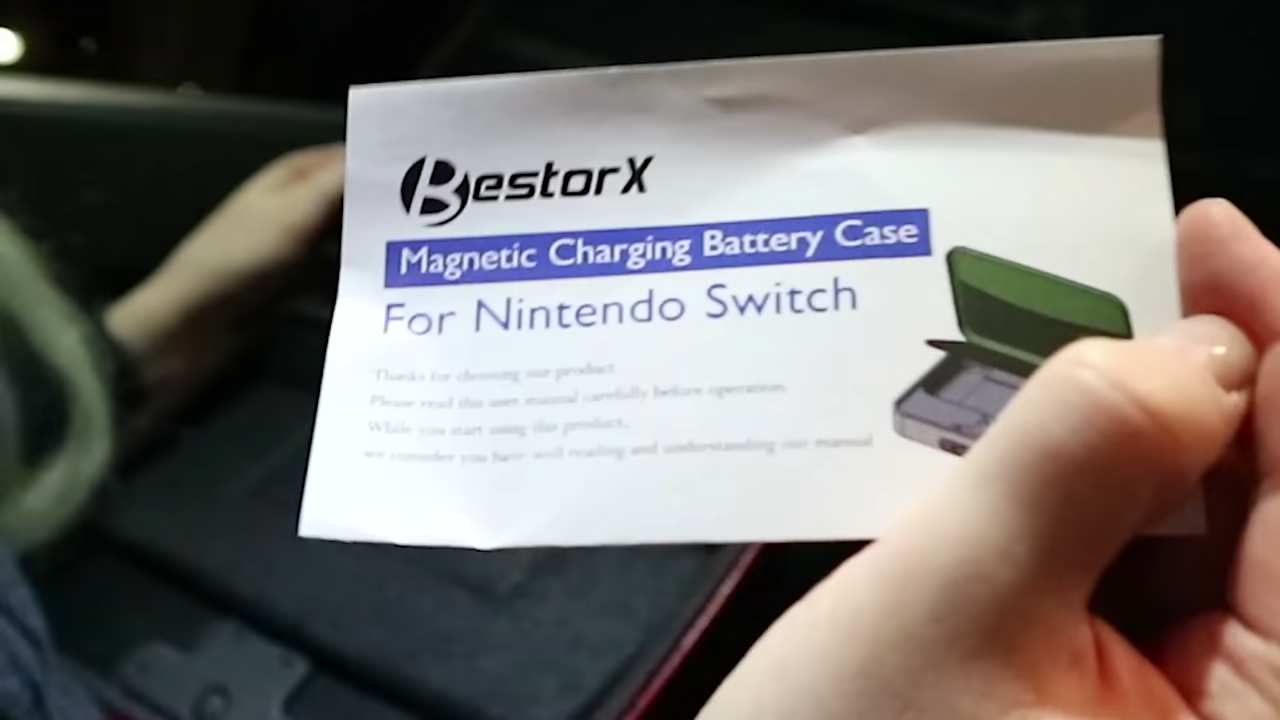 BestorX
Magnetic Charging Battery Case
For Nintendo Switch
Thanks for choosing our product
Please read this user manual carefully before operation.
While you start using this product,
we consider you have well reading and understanding our manual